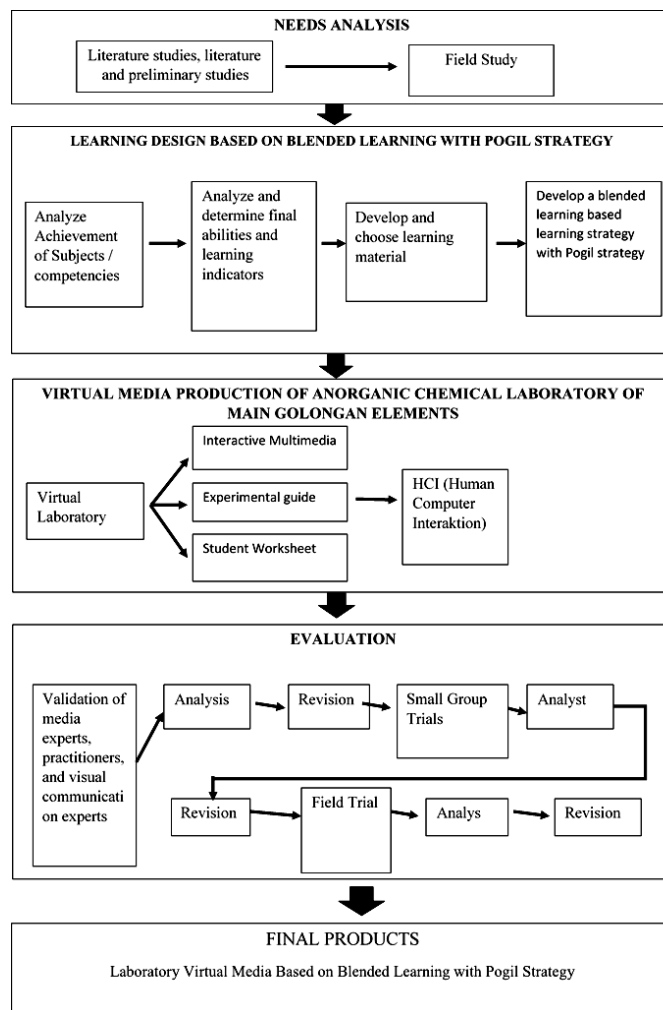 NEEDS ANALYSIS
Literature studies, literature
and preliminary studies
Field Study
LEARNING DESIGN BASED ON BLENDED LEARNING WITH POGIL STRATEGY
Analyze
Achievement
of Subjects /
competencies
Analyze and
determine final
abilities and
learning
indicators
Develop and
choose learning
material
Develop a blended
learning based
learning strategy
with Pogil strategy
VIRTUAL MEDIA PRODUCTION OF ANORGANIC CHEMICAL LABORATORY OF
MAIN GOLONGAN ELEMENTS
Virtual
Laboratory
Interactive Multimedia
Experimental guide
Student Worksheet
HCI (Human
Computer
Interaktion)
EVALUATION
Validation of
media
experts,
practitioners,
and visual
communicati
on experts
Analysis
Revision
Small Group
Trials
Analyst
Revision
Field Trial
Analys
Revision
FINAL PRODUCTS
Laboratory Virtual Media Based on Blended Learning with Pogil Strategy